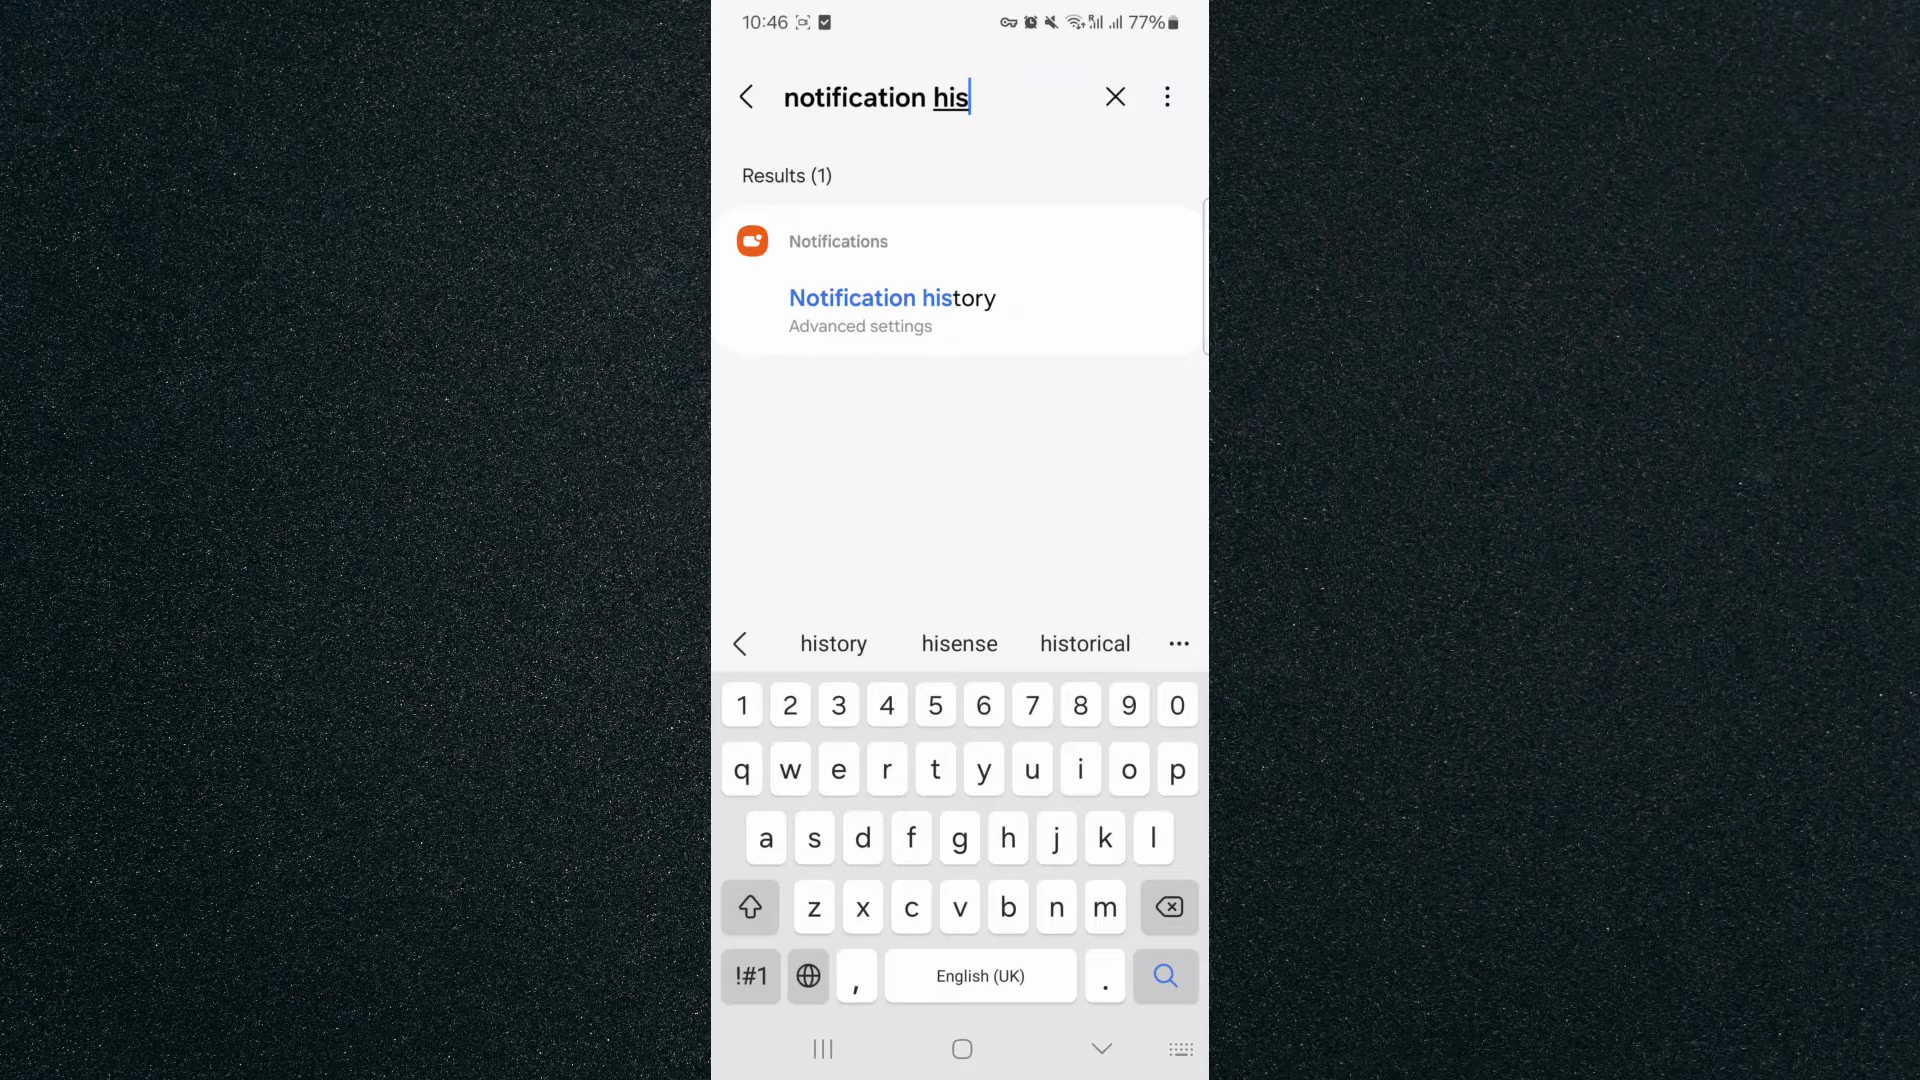 10:46
77%
notification his
Results (1)
Notifications
Notification history
Advanced settings
history hisense historical
1 2 3 4 5 6 7 8 9 0
q w e r t y u i o p
a s d f g h j k l
z x c v b n m
!#1 , English (UK) .